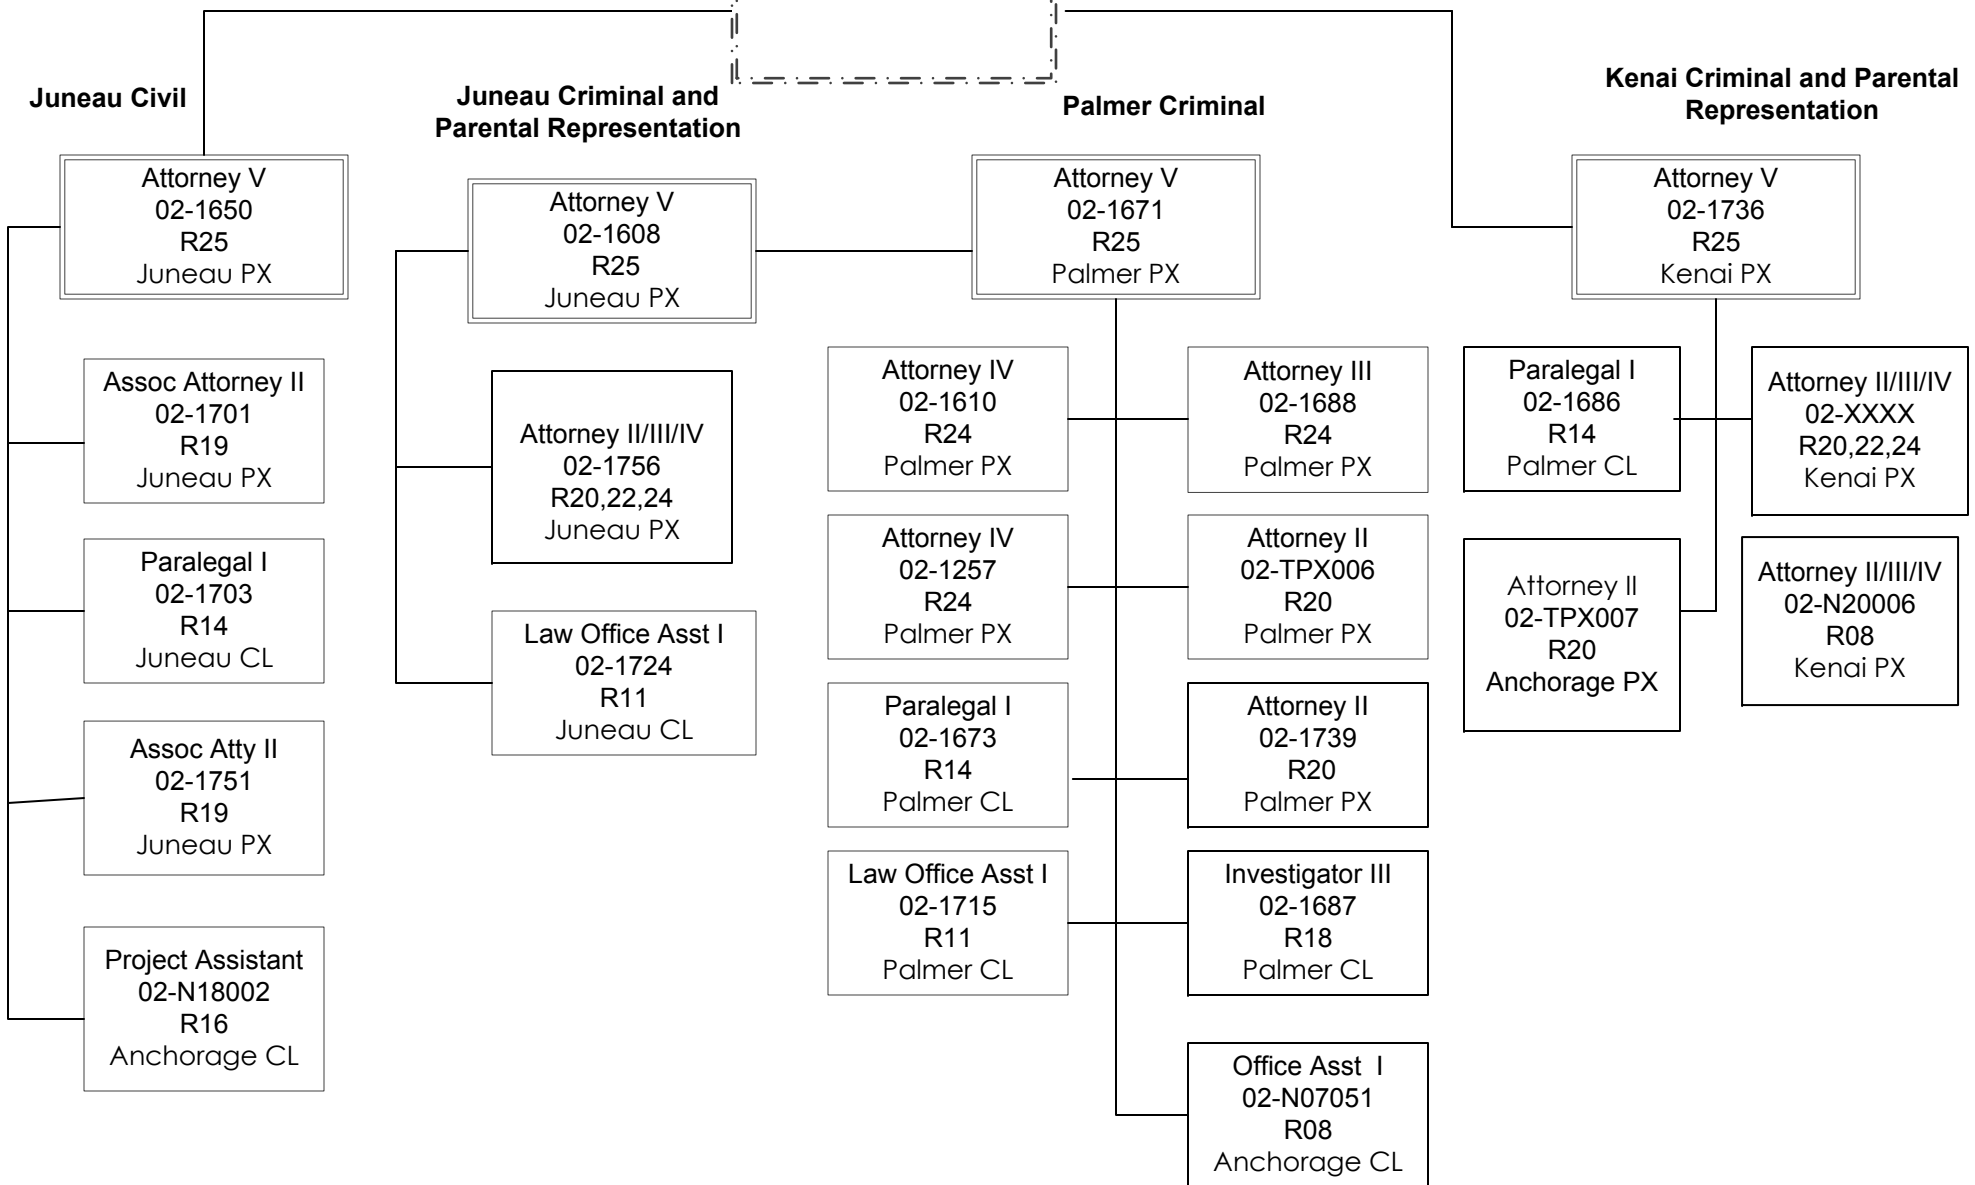 Juneau Civil
Attorney V
02-1650
R25
Juneau PX
Assoc Attorney II
02-1701
R19
Juneau PX
Paralegal I
02-1703
R14
Juneau CL
Assoc Atty II
02-1751
R19
Juneau PX
Project Assistant
02-N18002
R16
Anchorage CL
Juneau Criminal and
Parental Representation
Attorney V
02-1608
R25
Juneau PX
Attorney II/III/IV
02-1756
R20,22,24
Juneau PX
Law Office Asst I
02-1724
R11
Juneau CL
Palmer Criminal
Attorney V
02-1671
R25
Palmer PX
Attorney IV
02-1610
R24
Palmer PX
Attorney III
02-1688
R24
Palmer PX
Attorney IV
02-1257
R24
Palmer PX
Attorney II
02-TPX006
R20
Palmer PX
Paralegal I
02-1673
R14
Palmer CL
Attorney II
02-1739
R20
Palmer PX
Law Office Asst I
02-1715
R11
Palmer CL
Investigator III
02-1687
R18
Palmer CL
Office Asst  I
02-N07051
R08
Anchorage CL
Kenai Criminal and Parental
Representation
Attorney V
02-1736
R25
Kenai PX
Paralegal I
02-1686
R14
Palmer CL
Attorney II/III/IV
02-XXXX
R20,22,24
Kenai PX
Attorney II
02-TPX007
R20
Anchorage PX
Attorney II/III/IV
02-N20006
R08
Kenai PX